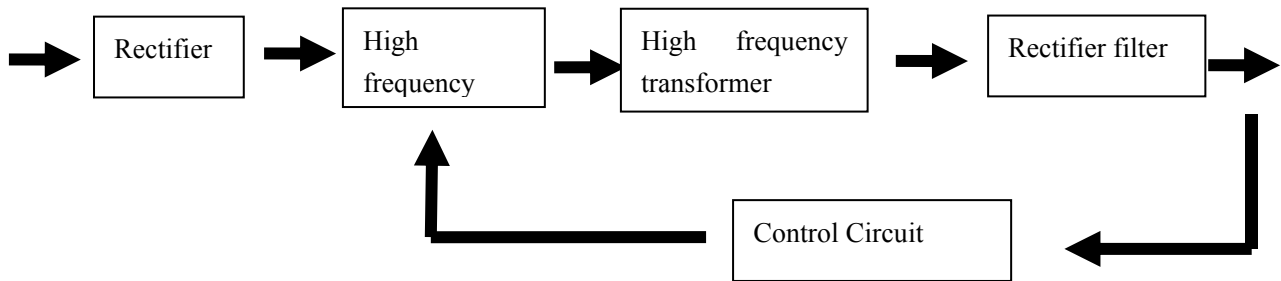 Rectifier
High
frequency
High frequency
transformer
Rectifier filter
Control Circuit